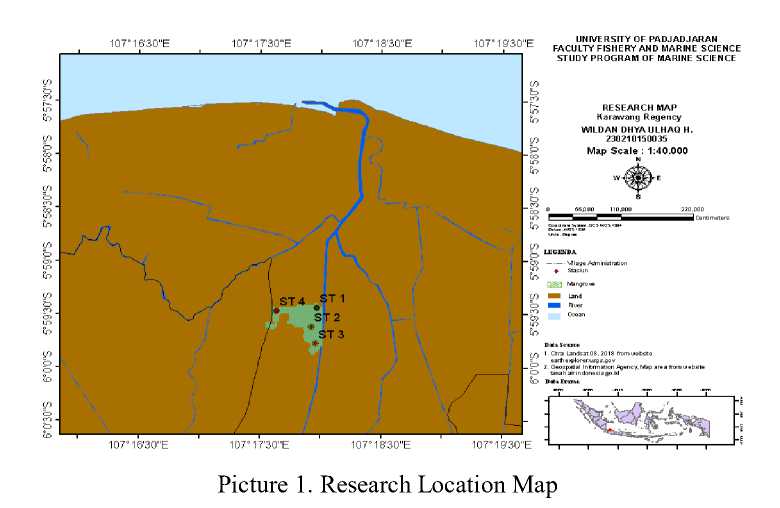 107°16'30"E 107°17'30"E 107°18'30"E 107°19'30"E
5°57'30"S 5°57'30"S
5°58'0"S 5°58'0"S
5°58'30"S 5°58'30"S
5°59'0"S 5°59'0"S
5°59'30"S 5°59'30"S
6°0'0"S 6°0'0"S
6°0'30"S 6°0'30"S
ST 4 ST 1
ST 2
ST 3
107°16'30"E 107°17'30"E 107°18'30"E 107°19'30"E
UNIVERSITY OF PADJADJARAN
FACULTY FISHERY AND MARINE SCIENCE
STUDY PROGRAM OF MARINE SCIENCE
RESEARCH MAP
Karawang Regency
WILDAN DHYA ULHAQ H.
230210150035
Map Scale : 1:40.000
N
W E
S
0 110,000 220,000
Centimeters
LEGENDA
Village Administration
Mangrove
Land
River
Ocean
Data Source
1. Citra Landsat 08, 2018 from website
earthexplorer.usgs.gov
2. Geospatial Information Agency, Map area from website
tanahair.indonesia.go.id
Picture 1. Research Location Map